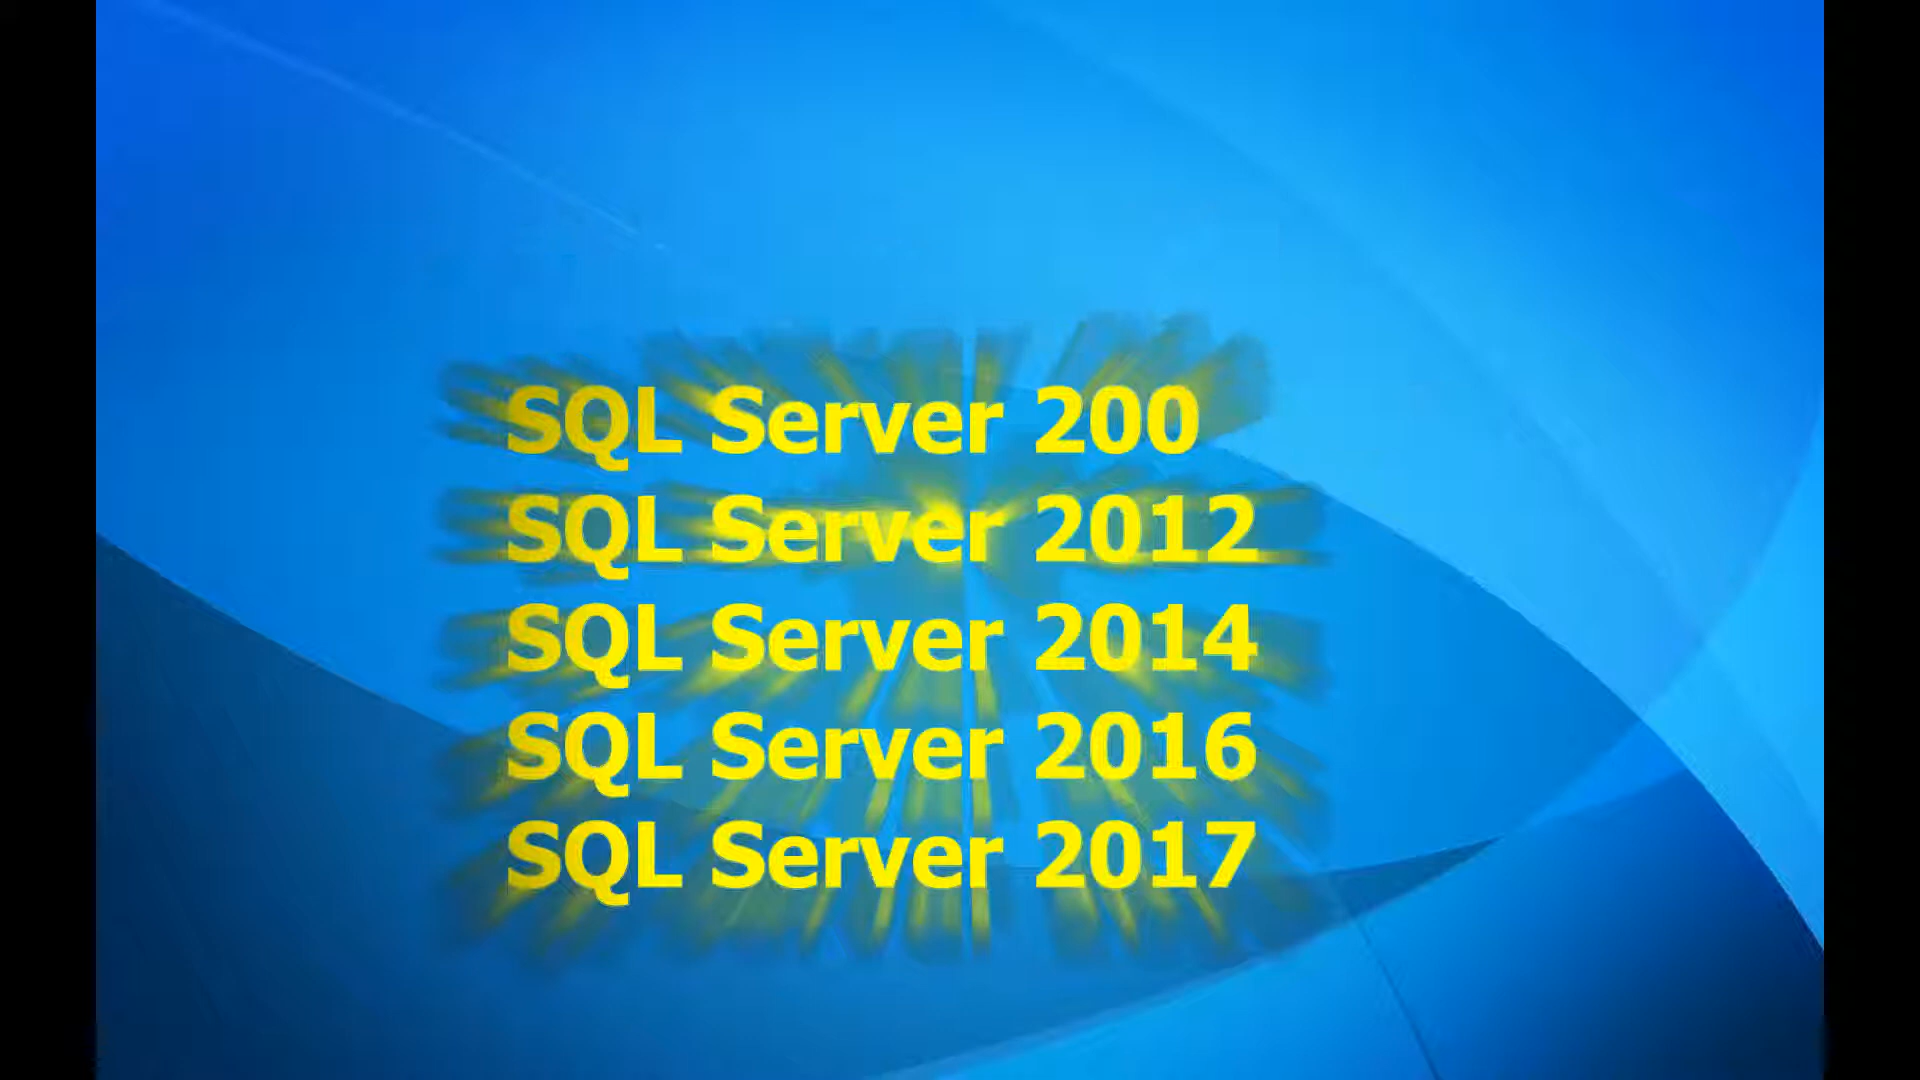 SQL Server 200
SQL Server 2012
SQL Server 2014
SQL Server 2016
SQL Server 2017